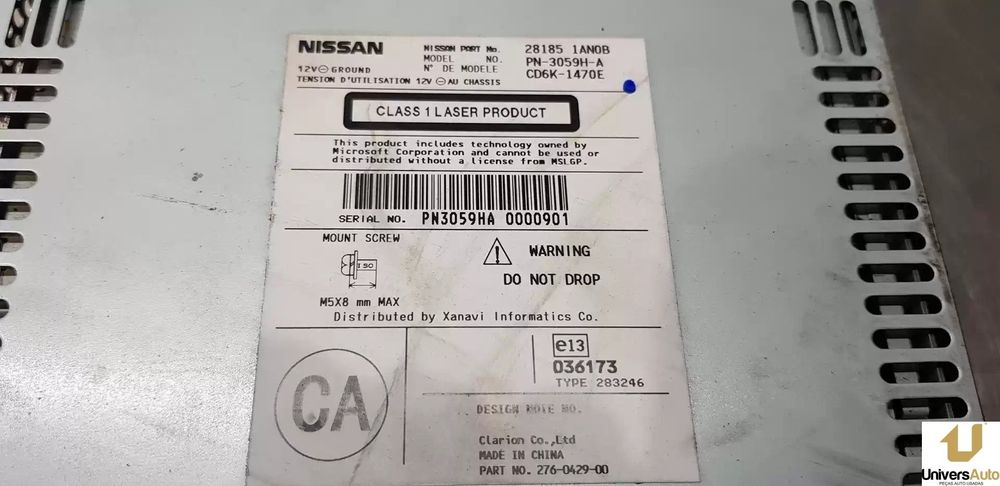 NISSAN
NISSAN PART No. 28185 1AN0B
MODEL NO. PN-3059H-A
N° DE MODELE CD6K-1470E
12V⊖GROUND
TENSION D'UTILISATION 12V ⊖AU CHASSIS
CLASS 1 LASER PRODUCT
This product includes technology owned by
Microsoft Corporation and cannot be used or
distributed without a license from MSLGP.
SERIAL NO. PN3059HA 0000901
MOUNT SCREW
ISO
M5X8 mm MAX
WARNING
DO NOT DROP
Distributed by Xanavi Informatics Co.
e13
036173
TYPE 283246
CA
DESIGN NOTE NO.
Clarion Co.,Ltd
MADE IN CHINA
PART NO. 276-0429-00
UniversAuto
PEÇAS AUTO USADAS